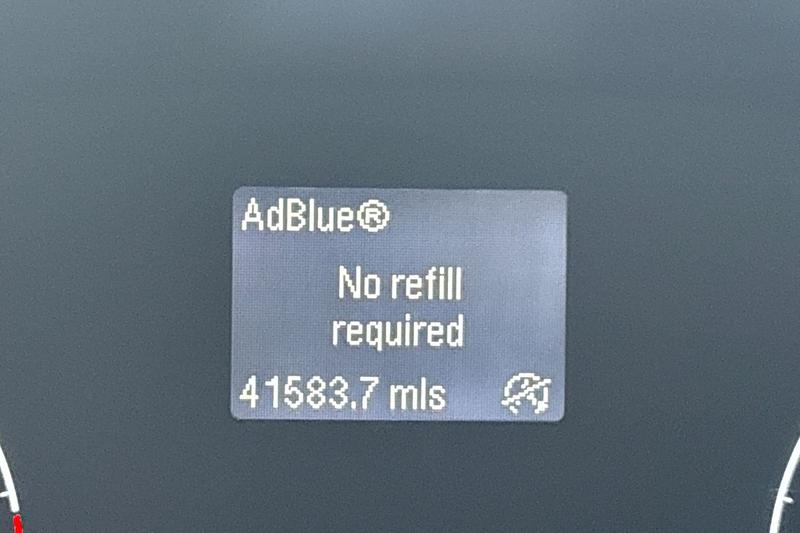 AdBlue®
No refill
required
41583.7 mls